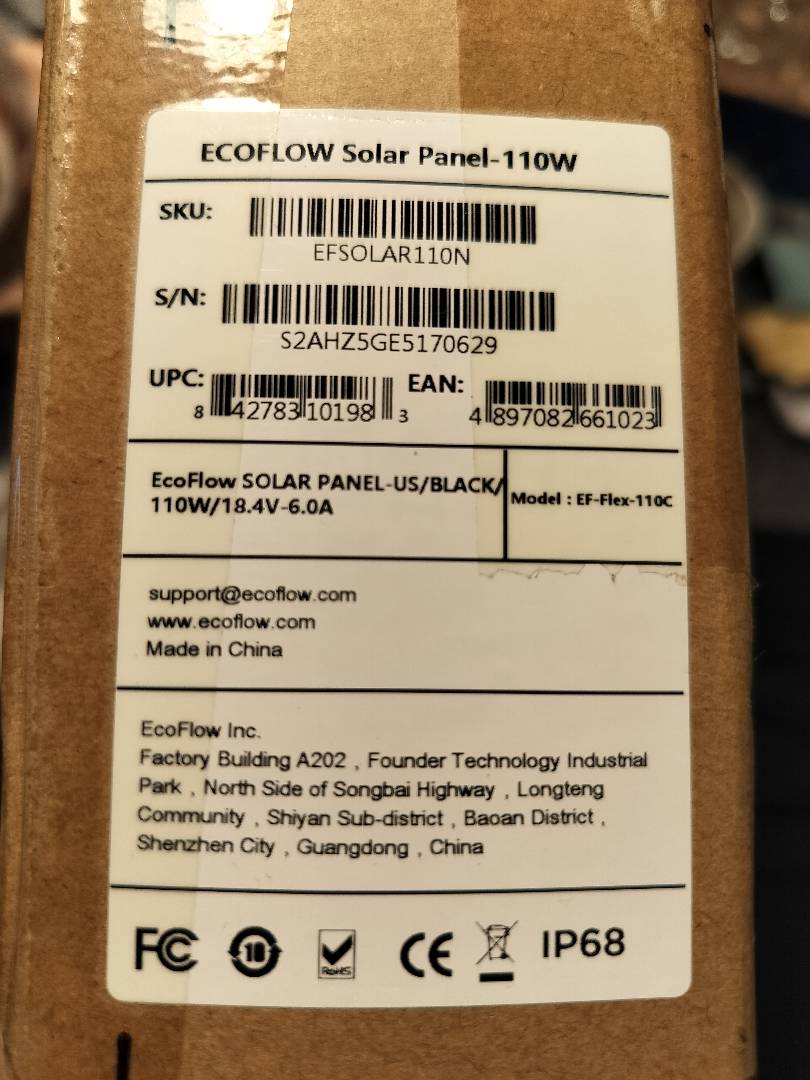 ECOFLOW Solar Panel-110W
SKU:
EFSOLAR110N
S/N:
S2AHZ5GE5170629
UPC:
8 42783 10198 3
EAN:
4 897082 661023
EcoFlow SOLAR PANEL-US/BLACK/
110W/18.4V-6.0A
Model : EF-Flex-110C
support@ecoflow.com
www.ecoflow.com
Made in China
EcoFlow Inc.
Factory Building A202 , Founder Technology Industrial
Park , North Side of Songbai Highway , Longteng
Community , Shiyan Sub-district , Baoan District ,
Shenzhen City , Guangdong , China
FC 10 RoHS CE IP68